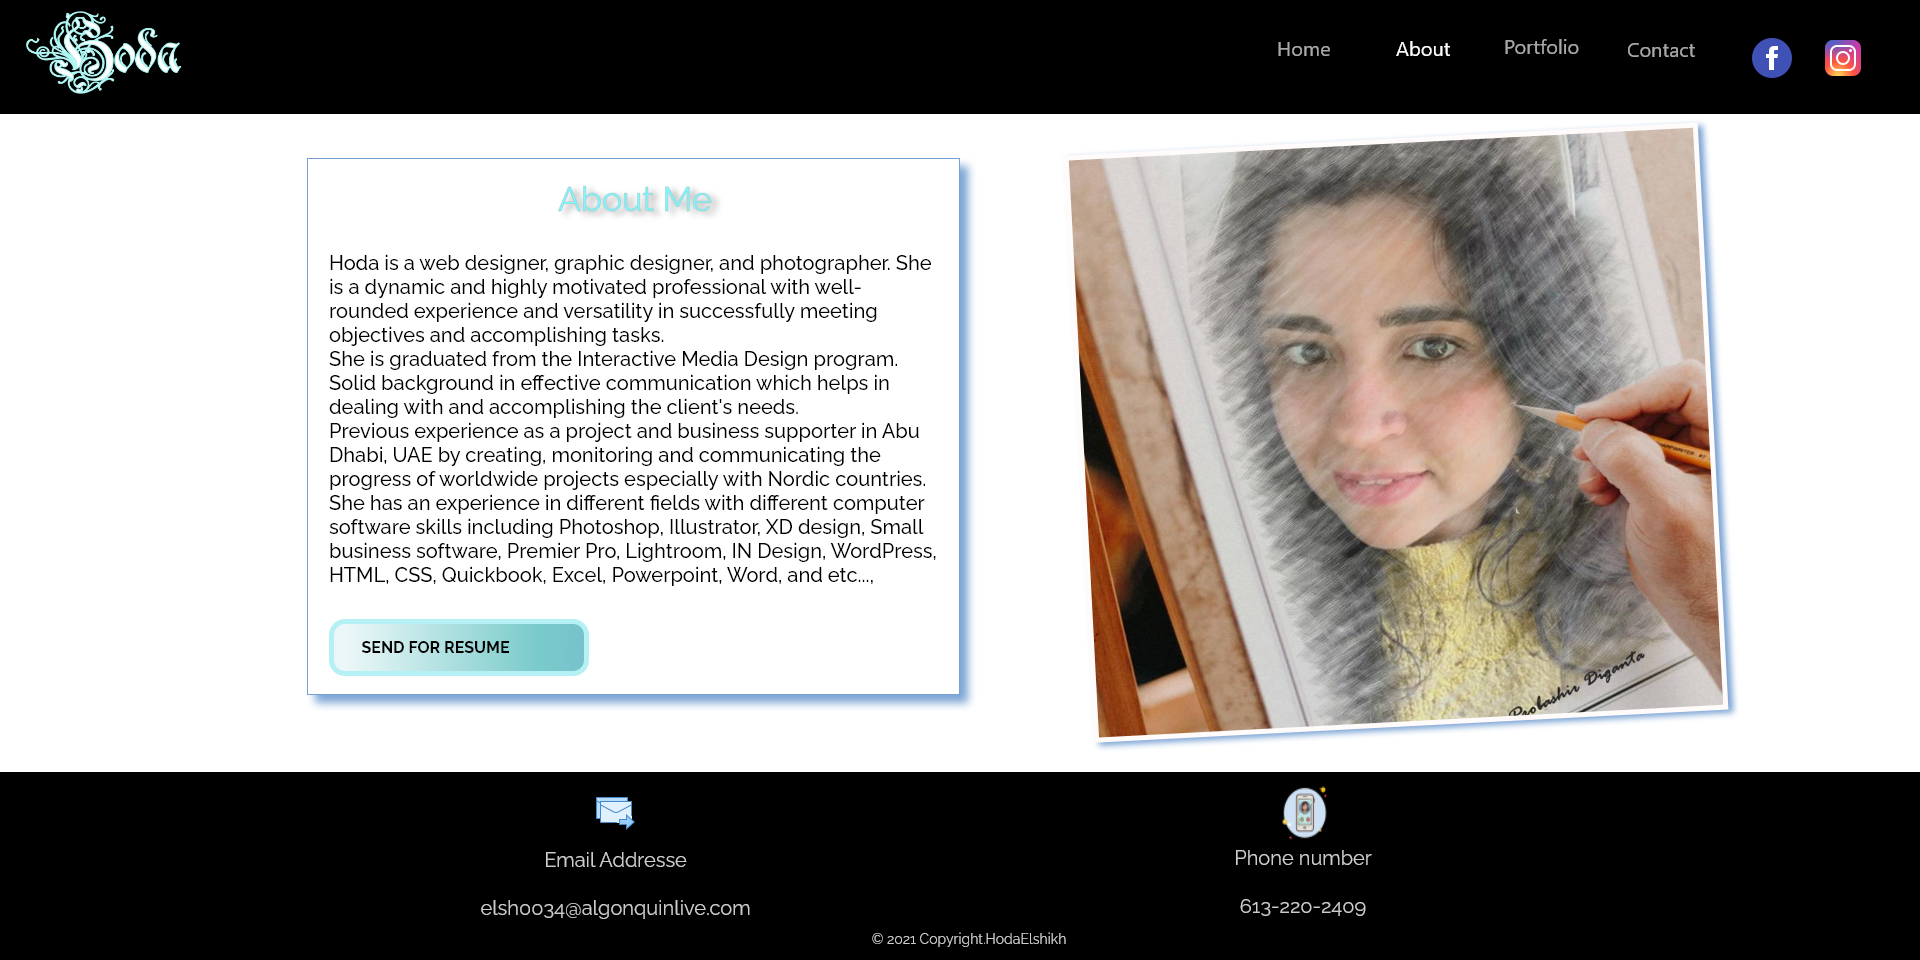 Hoda
Home About Portfolio Contact
About Me
Hoda is a web designer, graphic designer, and photographer. She
is a dynamic and highly motivated professional with well-
rounded experience and versatility in successfully meeting
objectives and accomplishing tasks.
She is graduated from the Interactive Media Design program.
Solid background in effective communication which helps in
dealing with and accomplishing the client's needs.
Previous experience as a project and business supporter in Abu
Dhabi, UAE by creating, monitoring and communicating the
progress of worldwide projects especially with Nordic countries.
She has an experience in different fields with different computer
software skills including Photoshop, Illustrator, XD design, Small
business software, Premier Pro, Lightroom, IN Design, WordPress,
HTML, CSS, Quickbook, Excel, Powerpoint, Word, and etc...,
SEND FOR RESUME
Probashir Diganta
Email Addresse
elsh0034@algonquinlive.com
Phone number
613-220-2409
© 2021 Copyright.HodaElshikh